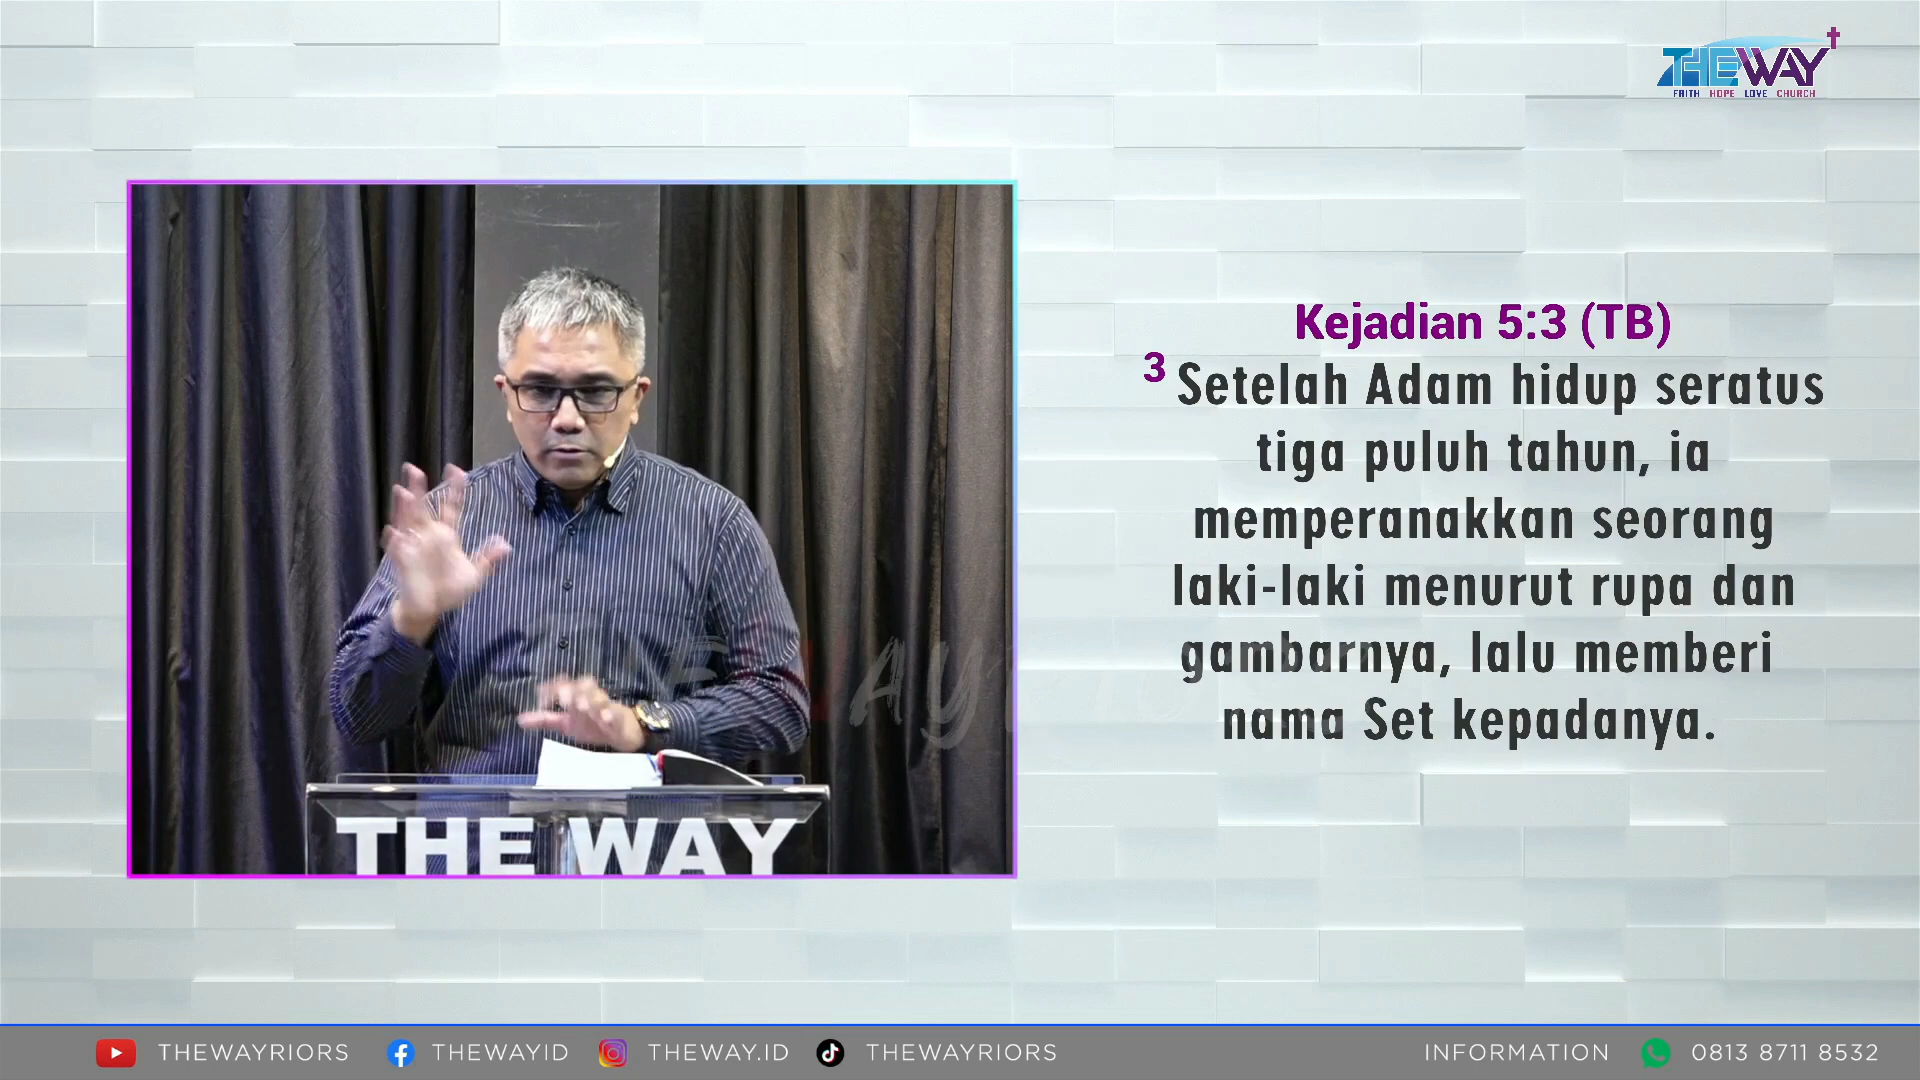 THEWAY
FAITH HOPE LOVE CHURCH
Kejadian 5:3 (TB)
3 Setelah Adam hidup seratus
tiga puluh tahun, ia
memperanakkan seorang
laki-laki menurut rupa dan
gambarnya, lalu memberi
nama Set kepadanya.
THE WAY
THEWAYRIORS
THEWAYID
THEWAY.ID
THEWAYRIORS
INFORMATION
0813 8711 8532